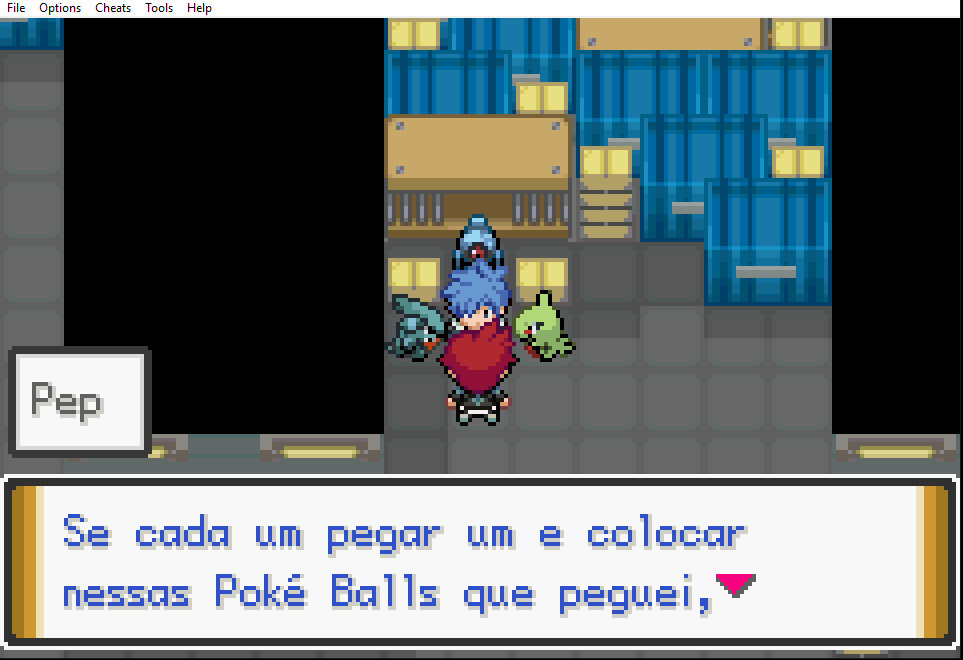 File Options Cheats Tools Help
Pep
Se cada um pegar um e colocar
nessas Poké Balls que peguei,